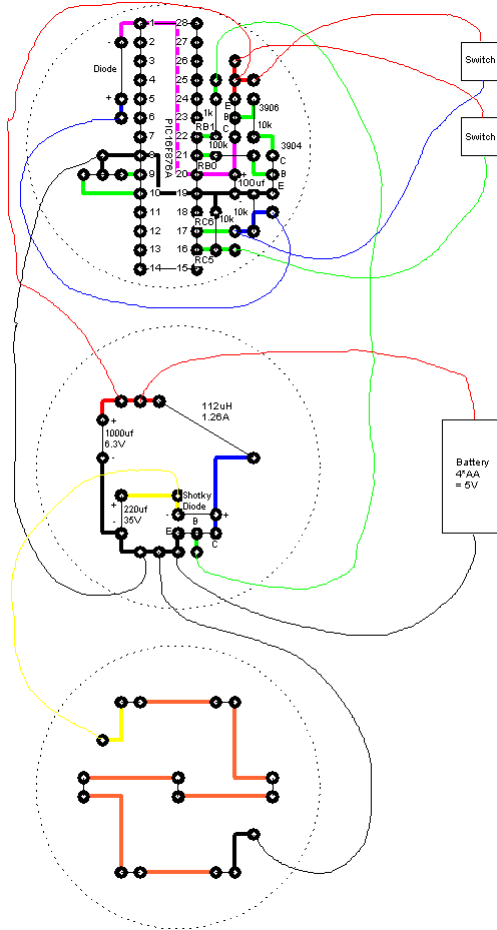 1 28
2 27
- 
3 26
Diode
4 25
+
5 24
6 23
7 22
8 21
9 20
10 19
11 18
12 17
13 16
14 15
PIC16F876A
1k
RB1
100k
RB0
E
B
C
3906
10k
3904
C
B
E
+
100uf
-
10k
RC6
10k
RC5
Switch
Switch
+
1000uf
6.3V
-
112uH
1.26A
+
220uf
35V
-
Shotky
Diode
- +
E B C
Battery
4*AA
= 5V